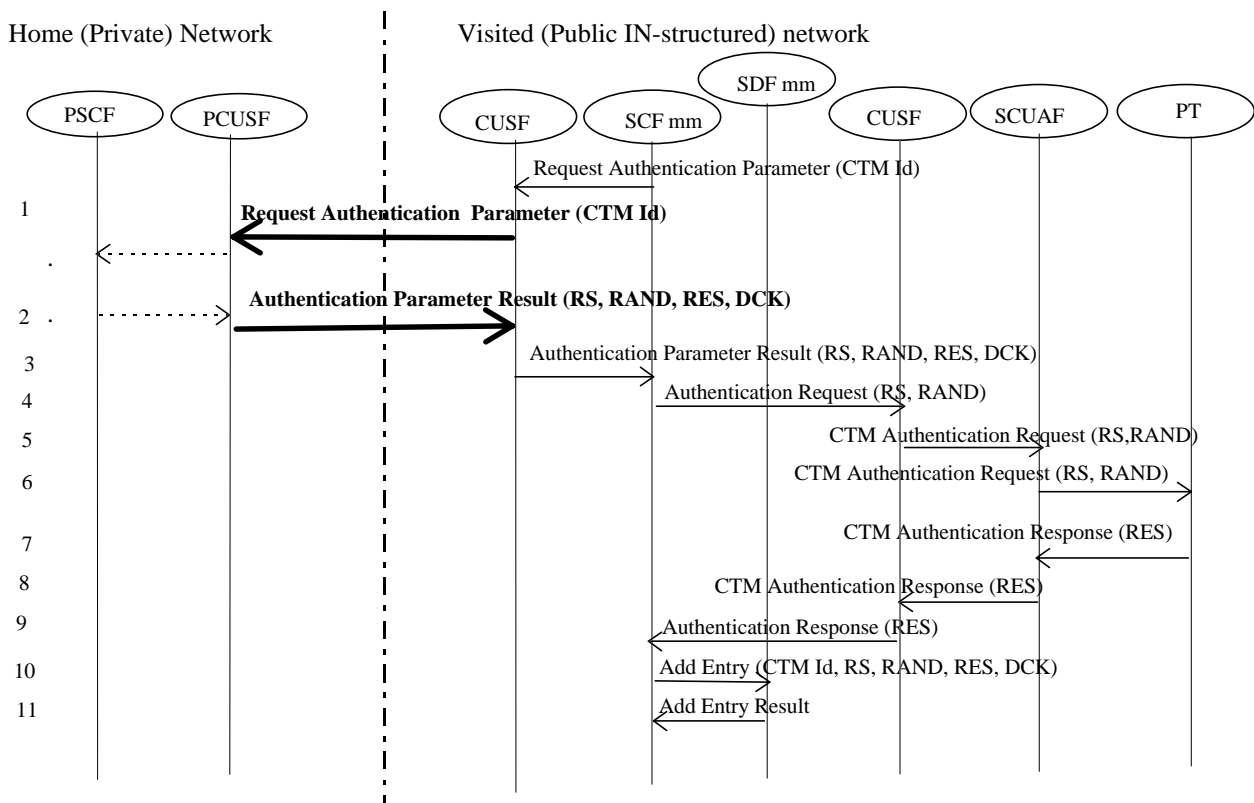 Home (Private) Network
Visited (Public IN-structured) network
SDF mm
PSCF
PCUSF
CUSF
SCF mm
CUSF
SCUAF
PT
Request Authentication Parameter (CTM Id)
1
Request Authentication Parameter (CTM Id)
.
Authentication Parameter Result (RS, RAND, RES, DCK)
2 .
Authentication Parameter Result (RS, RAND, RES, DCK)
3
Authentication Request (RS, RAND)
4
CTM Authentication Request (RS,RAND)
5
CTM Authentication Request (RS, RAND)
6
CTM Authentication Response (RES)
7
CTM Authentication Response (RES)
8
Authentication Response (RES)
9
Add Entry (CTM Id, RS, RAND, RES, DCK)
10
Add Entry Result
11